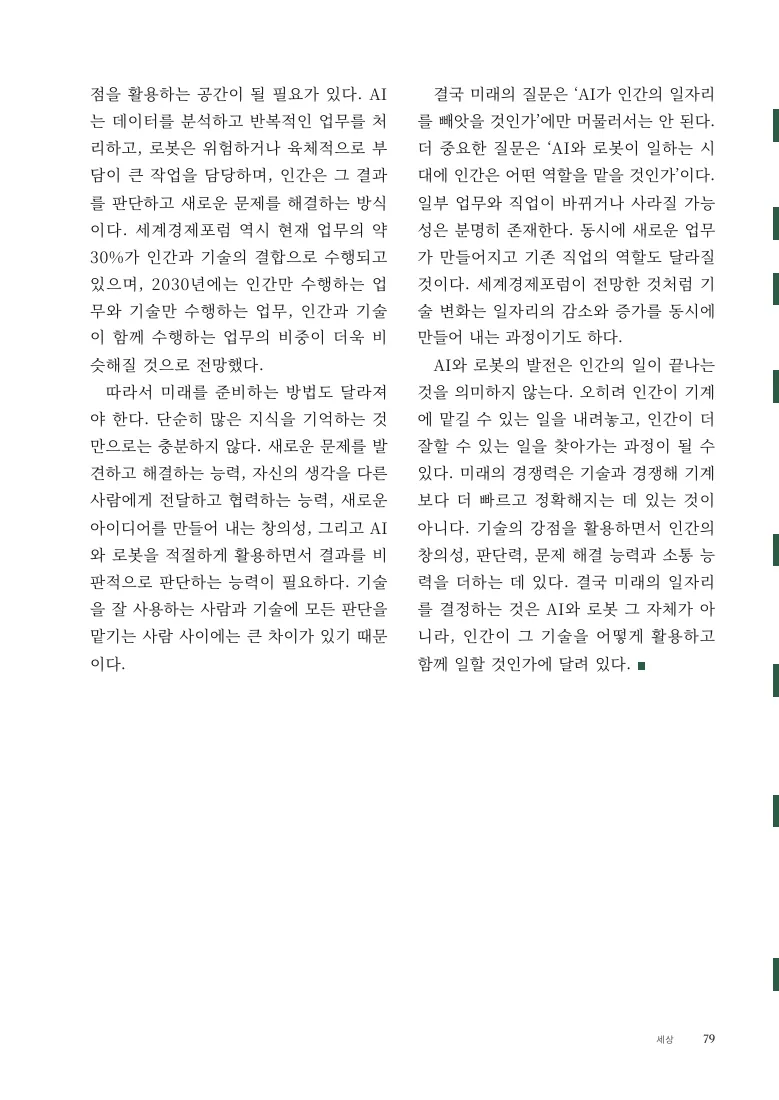 점을 활용하는 공간이 될 필요가 있다. AI
는 데이터를 분석하고 반복적인 업무를 처
리하고, 로봇은 위험하거나 육체적으로 부
담이 큰 작업을 담당하며, 인간은 그 결과
를 판단하고 새로운 문제를 해결하는 방식
이다. 세계경제포럼 역시 현재 업무의 약
30%가 인간과 기술의 결합으로 수행되고
있으며, 2030년에는 인간만 수행하는 업
무와 기술만 수행하는 업무, 인간과 기술
이 함께 수행하는 업무의 비중이 더욱 비
슷해질 것으로 전망했다.
따라서 미래를 준비하는 방법도 달라져
야 한다. 단순히 많은 지식을 기억하는 것
만으로는 충분하지 않다. 새로운 문제를 발
견하고 해결하는 능력, 자신의 생각을 다른
사람에게 전달하고 협력하는 능력, 새로운
아이디어를 만들어 내는 창의성, 그리고 AI
와 로봇을 적절하게 활용하면서 결과를 비
판적으로 판단하는 능력이 필요하다. 기술
을 잘 사용하는 사람과 기술에 모든 판단을
맡기는 사람 사이에는 큰 차이가 있기 때문
이다.
결국 미래의 질문은 ‘AI가 인간의 일자리
를 빼앗을 것인가’에만 머물러서는 안 된다.
더 중요한 질문은 ‘AI와 로봇이 일하는 시
대에 인간은 어떤 역할을 맡을 것인가’이다.
일부 업무와 직업이 바뀌거나 사라질 가능
성은 분명히 존재한다. 동시에 새로운 업무
가 만들어지고 기존 직업의 역할도 달라질
것이다. 세계경제포럼이 전망한 것처럼 기
술 변화는 일자리의 감소와 증가를 동시에
만들어 내는 과정이기도 하다.
AI와 로봇의 발전은 인간의 일이 끝나는
것을 의미하지 않는다. 오히려 인간이 기계
에 맡길 수 있는 일을 내려놓고, 인간이 더
잘할 수 있는 일을 찾아가는 과정이 될 수
있다. 미래의 경쟁력은 기술과 경쟁해 기계
보다 더 빠르고 정확해지는 데 있는 것이
아니다. 기술의 강점을 활용하면서 인간의
창의성, 판단력, 문제 해결 능력과 소통 능
력을 더하는 데 있다. 결국 미래의 일자리
를 결정하는 것은 AI와 로봇 그 자체가 아
니라, 인간이 그 기술을 어떻게 활용하고
함께 일할 것인가에 달려 있다. ■
세상 79